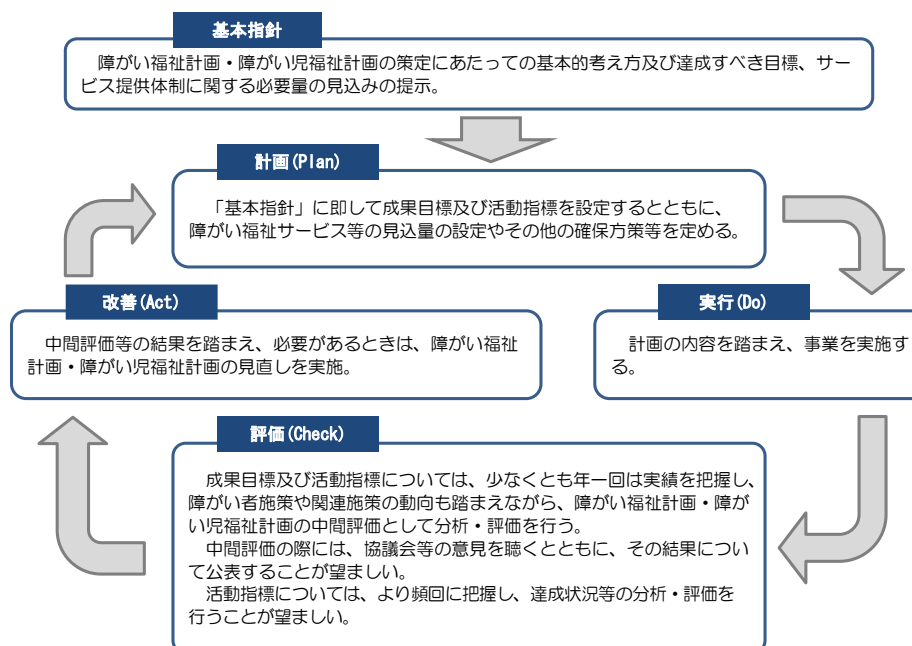 基本指針
障がい福祉計画・障がい児福祉計画の策定にあたっての基本的考え方及び達成すべき目標、サー
ビス提供体制に関する必要量の見込みの提示。
計画(Plan)
「基本指針」に即して成果目標及び活動指標を設定するとともに、
障がい福祉サービス等の見込量の設定やその他の確保方策等を定める。
改善(Act)
中間評価等の結果を踏まえ、必要があるときは、障がい福祉
計画・障がい児福祉計画の見直しを実施。
実行(Do)
計画の内容を踏まえ、事業を実施す
る。
評価(Check)
成果目標及び活動指標については、少なくとも年一回は実績を把握し、
障がい者施策や関連施策の動向も踏まえながら、障がい福祉計画・障が
い児福祉計画の中間評価として分析・評価を行う。
中間評価の際には、協議会等の意見を聴くとともに、その結果につい
て公表することが望ましい。
活動指標については、より頻回に把握し、達成状況等の分析・評価を
行うことが望ましい。